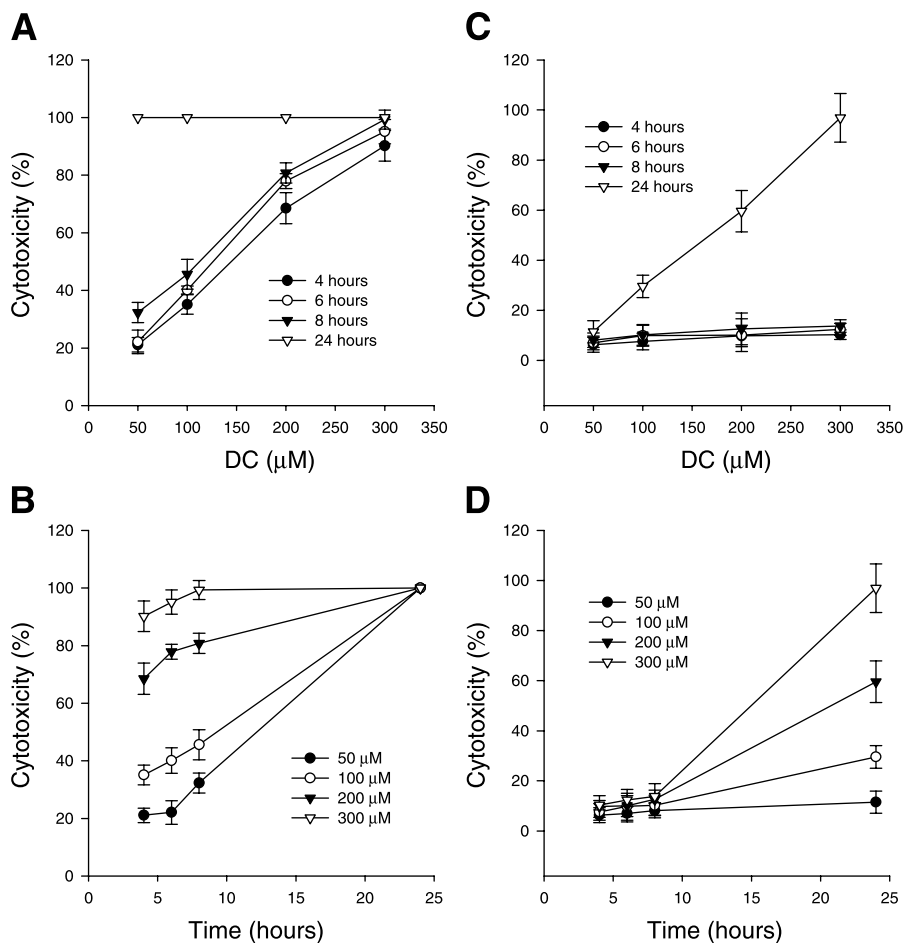 A
120
100
80
60
40
20
0
Cytotoxicity (%)
4 hours
6 hours
8 hours
24 hours
0 50 100 150 200 250 300 350
DC (μM)
C
120
100
80
60
40
20
0
Cytotoxicity (%)
4 hours
6 hours
8 hours
24 hours
0 50 100 150 200 250 300 350
DC (μM)
B
120
100
80
60
40
20
0
Cytotoxicity (%)
50 μM
100 μM
200 μM
300 μM
0 5 10 15 20 25
Time (hours)
D
120
100
80
60
40
20
0
Cytotoxicity (%)
50 μM
100 μM
200 μM
300 μM
0 5 10 15 20 25
Time (hours)